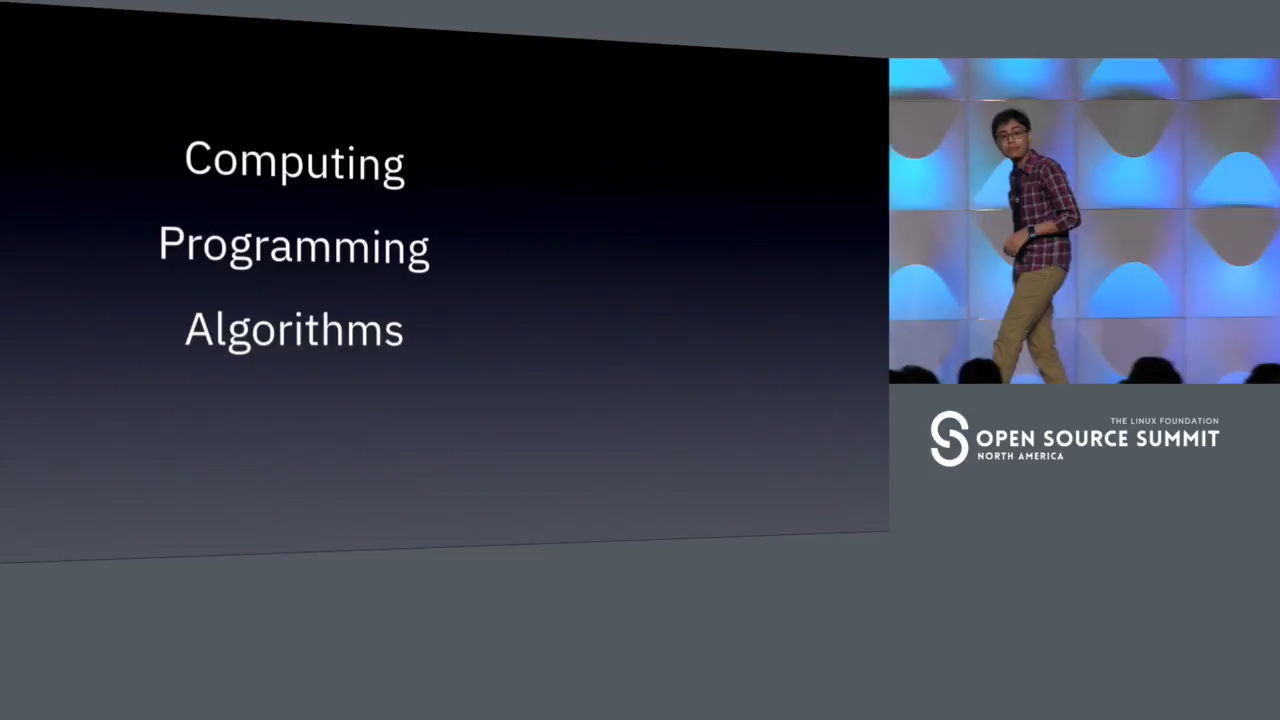 Computing
Programming
Algorithms
THE LINUX FOUNDATION
OPEN SOURCE SUMMIT
NORTH AMERICA